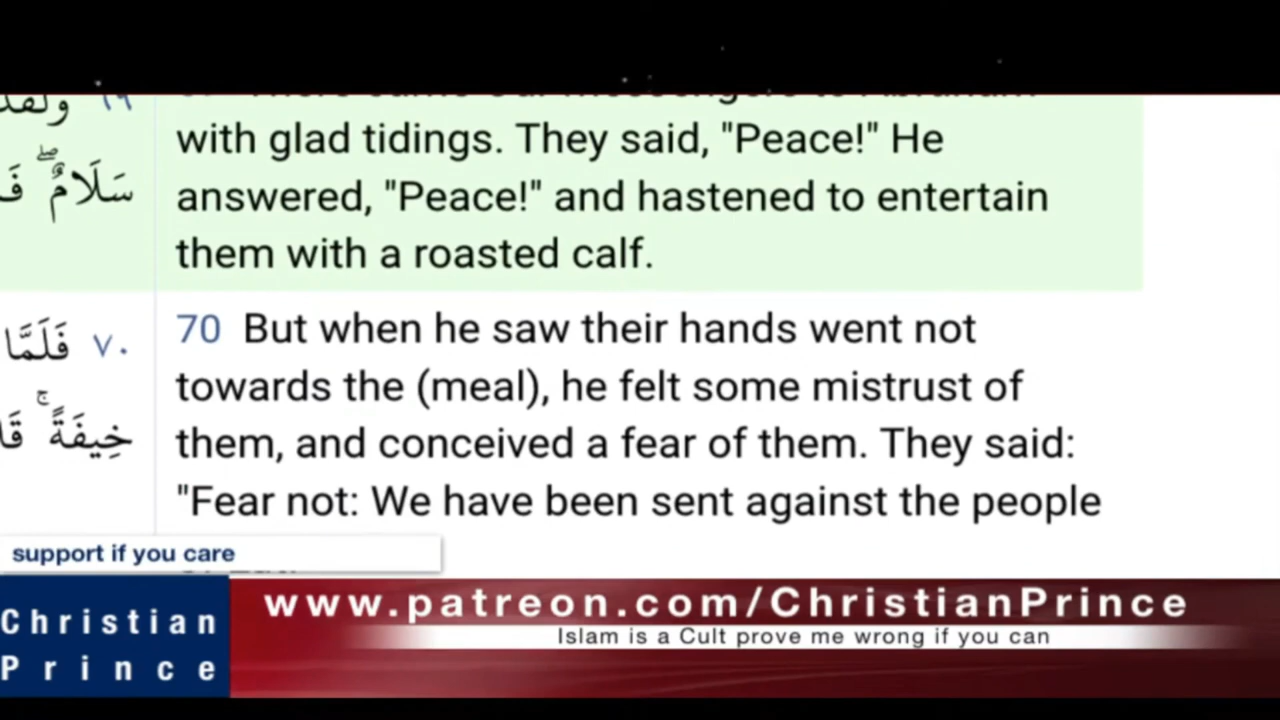 ولقد ٦٩
سَلَامٌ ۖ فَ
with glad tidings. They said, "Peace!" He
answered, "Peace!" and hastened to entertain
them with a roasted calf.
فَلَمَّا ٧٠
خِيفَةً ۚ قَا
70 But when he saw their hands went not
towards the (meal), he felt some mistrust of
them, and conceived a fear of them. They said:
"Fear not: We have been sent against the people
support if you care
Christian
Prince
www.patreon.com/ChristianPrince
Islam is a Cult prove me wrong if you can